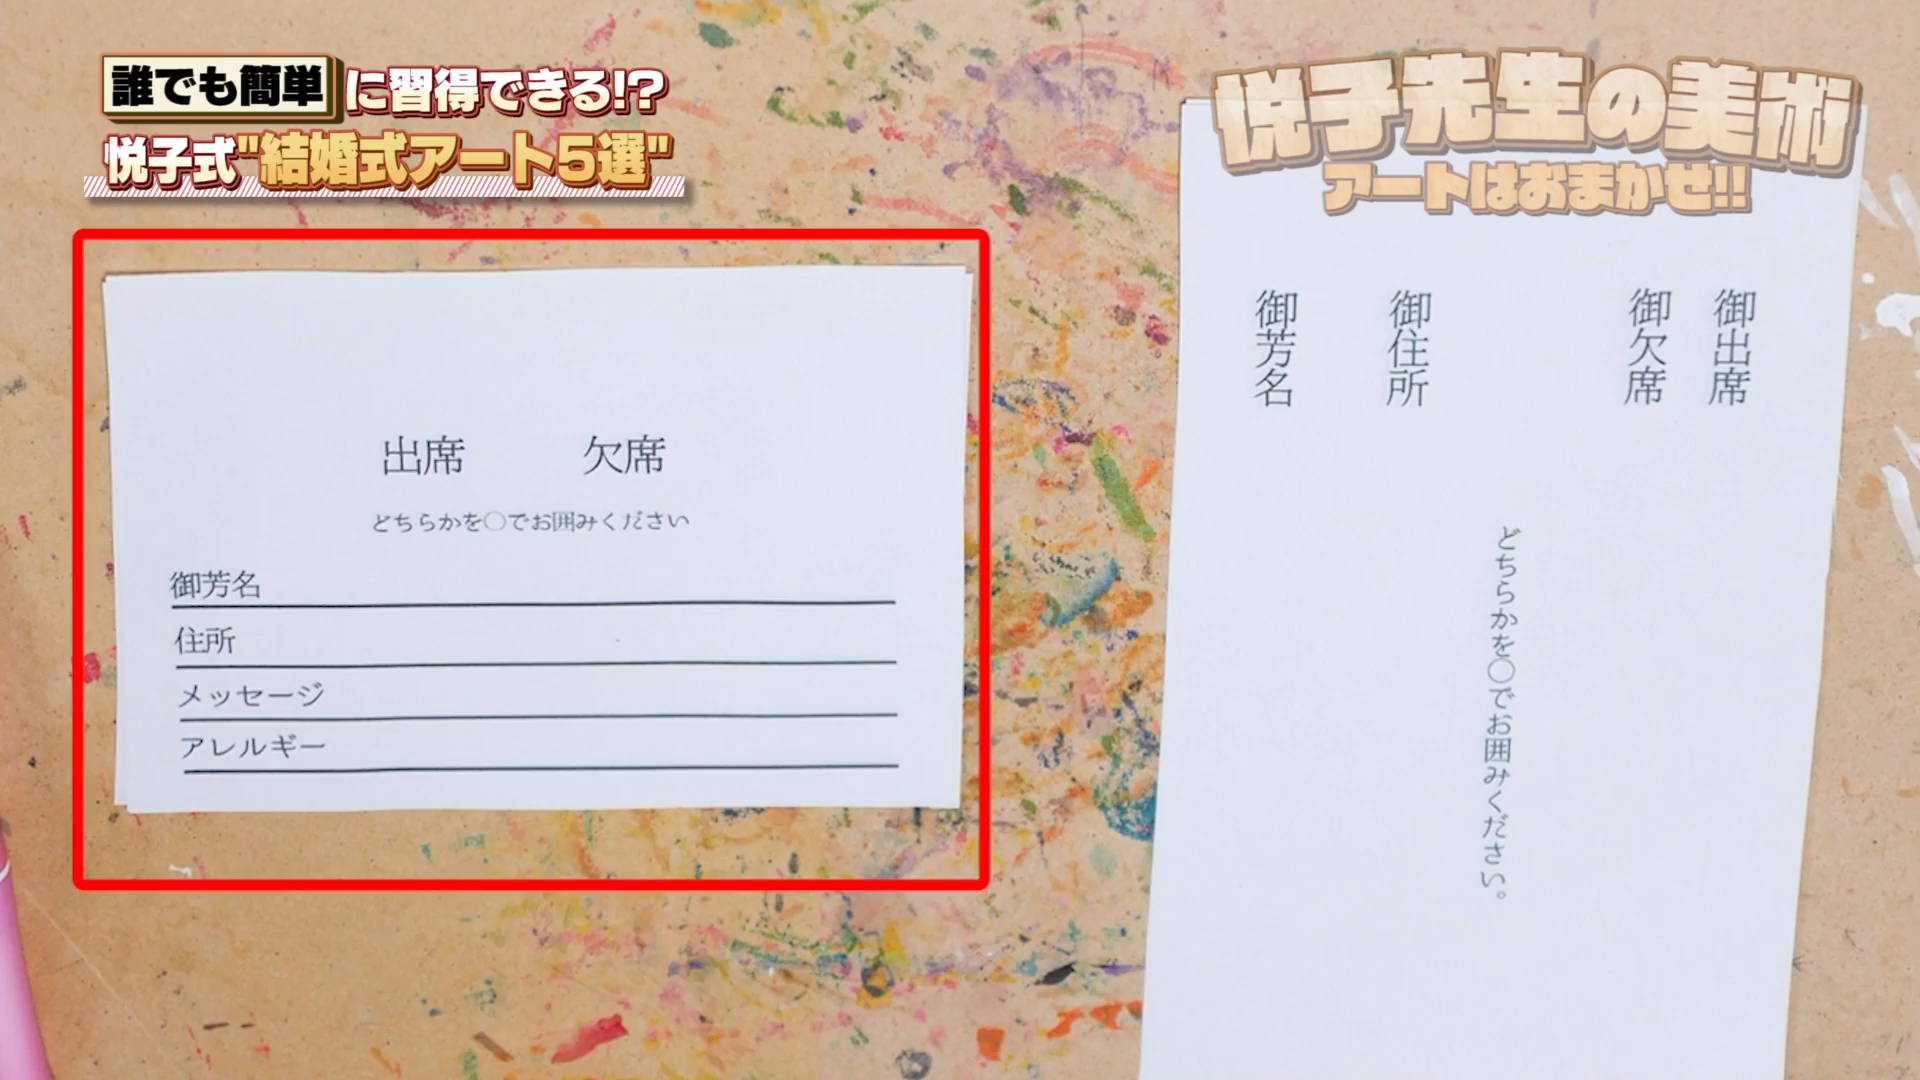 誰でも簡単に習得できる!?
悦子式"結婚式アート5選"
悦子先生の美術
アートはおまかせ!!
出席 欠席
どちらかを○でお囲みください
御芳名
住所
メッセージ
アレルギー
御出席
御欠席
どちらかを○でお囲みください。
御住所
御芳名